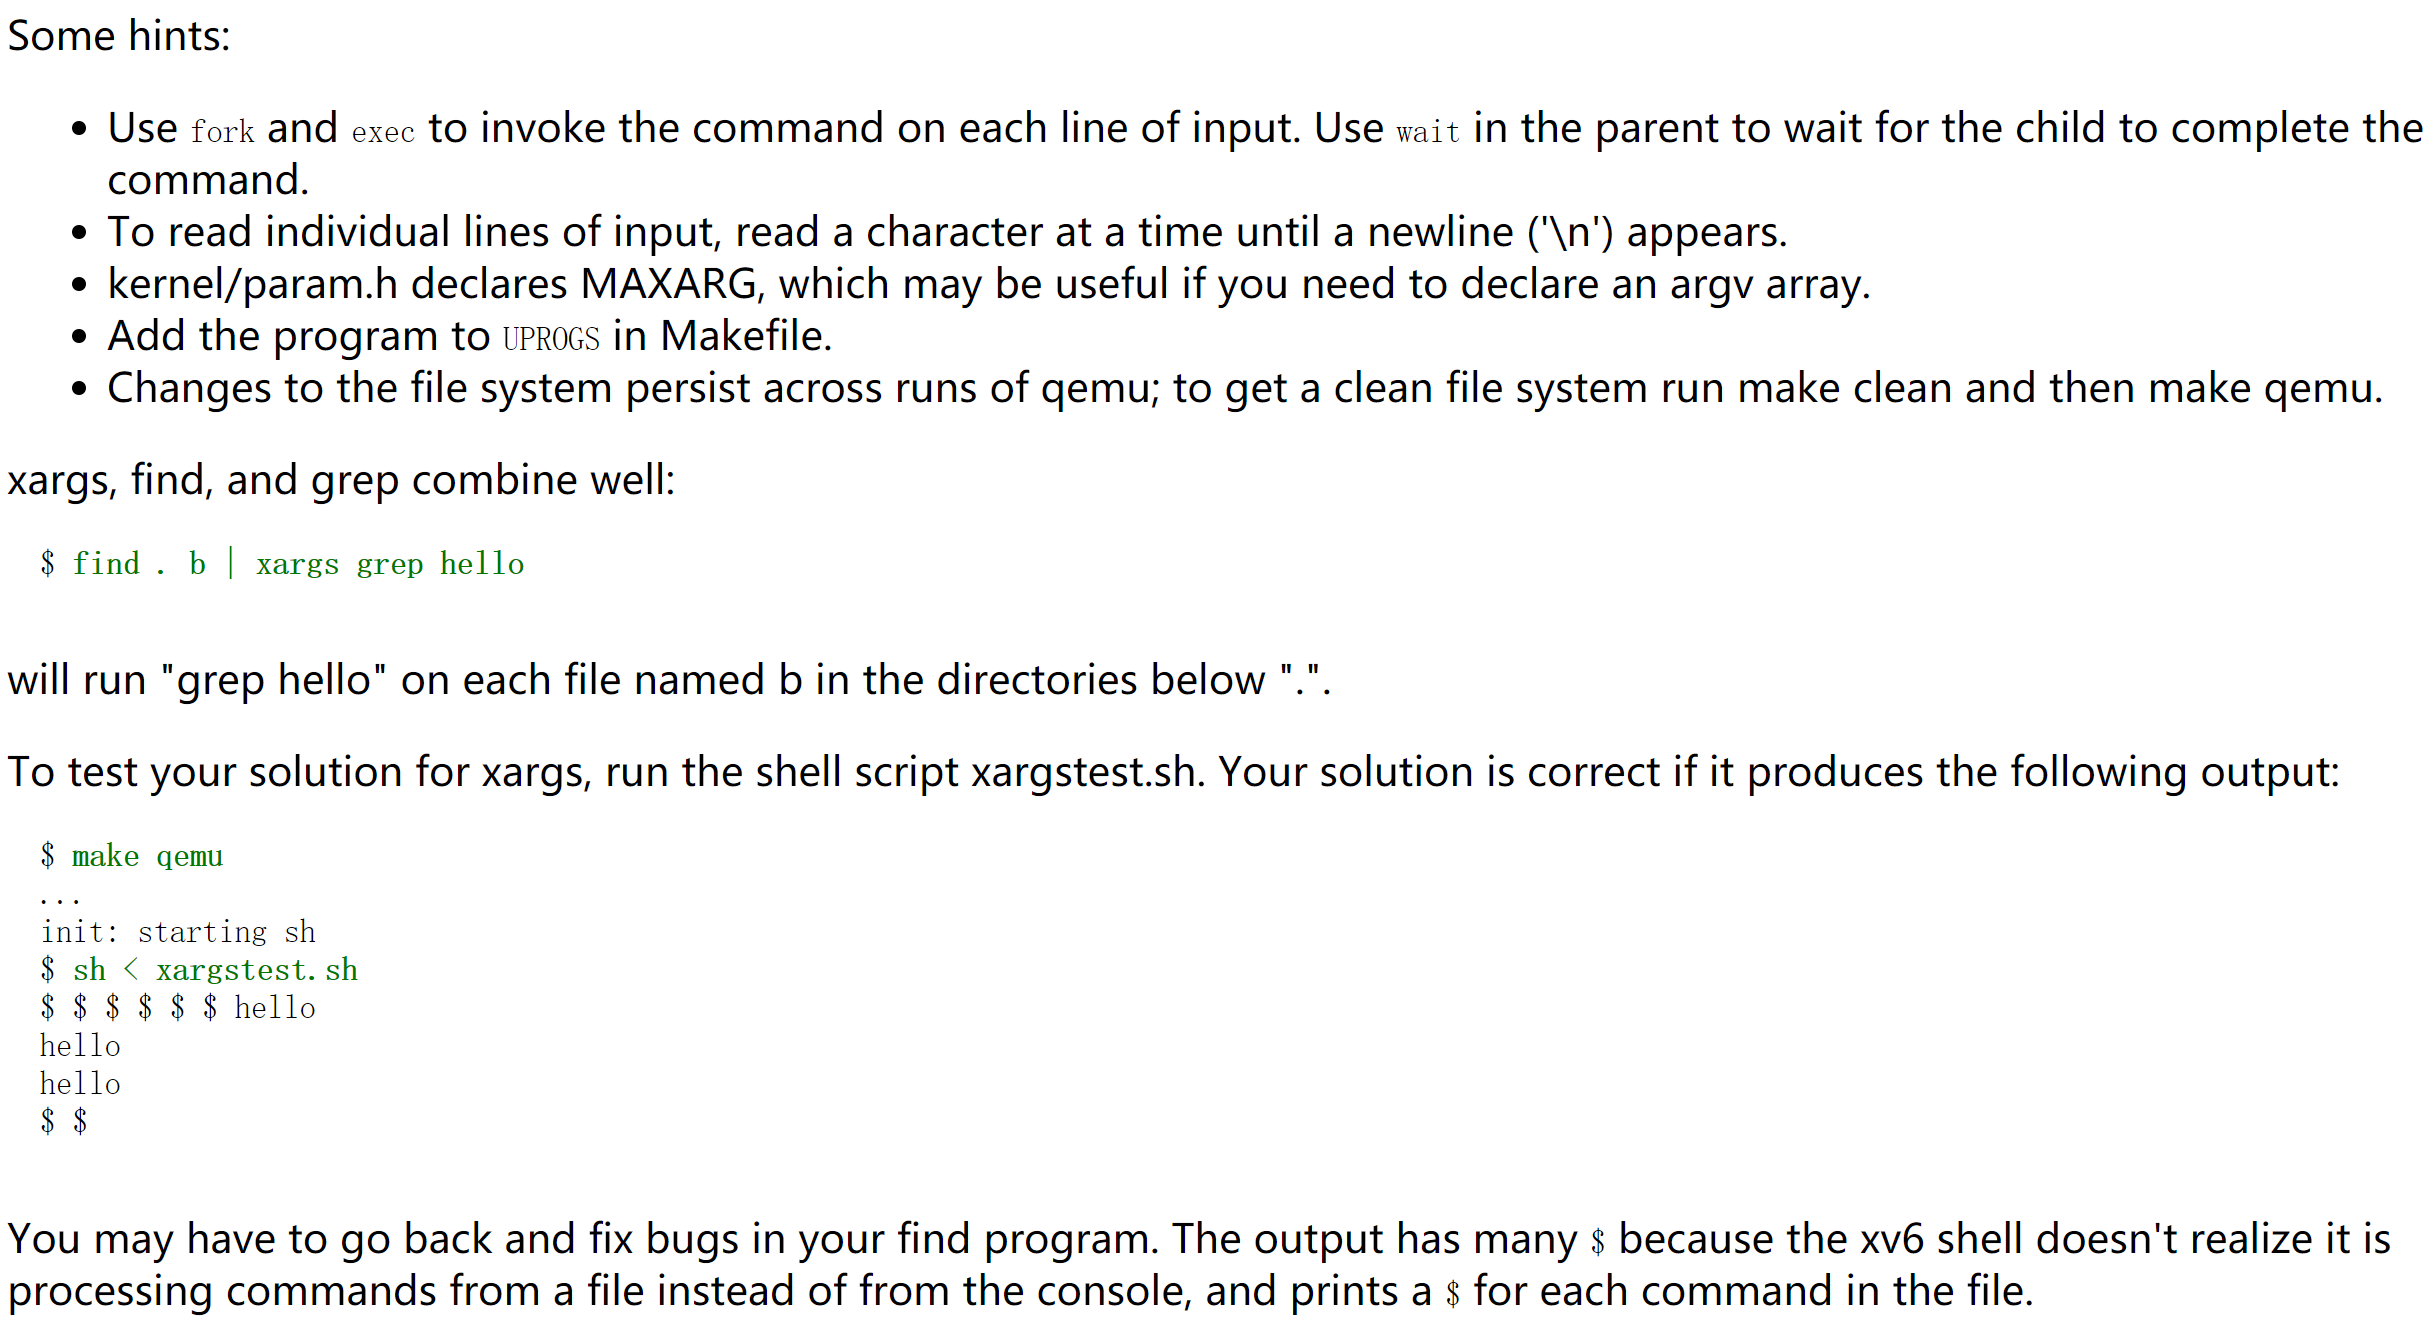 Some hints:
• Use fork and exec to invoke the command on each line of input. Use wait in the parent to wait for the child to complete the
command.
• To read individual lines of input, read a character at a time until a newline ('\n') appears.
• kernel/param.h declares MAXARG, which may be useful if you need to declare an argv array.
• Add the program to UPROGS in Makefile.
• Changes to the file system persist across runs of qemu; to get a clean file system run make clean and then make qemu.
xargs, find, and grep combine well:
$ find . b | xargs grep hello
will run "grep hello" on each file named b in the directories below ".".
To test your solution for xargs, run the shell script xargstest.sh. Your solution is correct if it produces the following output:
$ make qemu
...
init: starting sh
$ sh < xargstest.sh
$ $ $ $ $ $ hello
hello
hello
$ $
You may have to go back and fix bugs in your find program. The output has many $ because the xv6 shell doesn't realize it is
processing commands from a file instead of from the console, and prints a $ for each command in the file.